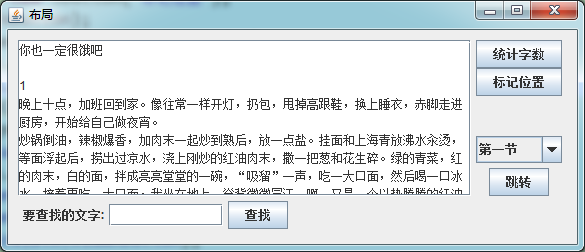 布局
你也一定很饿吧
1
晚上十点，加班回到家。像往常一样开灯，扔包，甩掉高跟鞋，换上睡衣，赤脚走进
厨房，开始给自己做夜宵。
炒锅倒油，辣椒爆香，加肉末一起炒到熟后，放一点盐。挂面和上海青放沸水汆烫，
等面浮起后，捞出过凉水，浇上刚炒的红油肉末，撒一把葱和花生碎。绿的青菜，红
的肉末，白的面，拌成亮亮堂堂的一碗，“吸溜”一声，吃一大口面，然后喝一口冰
统计字数
标记位置
第一节
跳转
要查找的文字:
查找